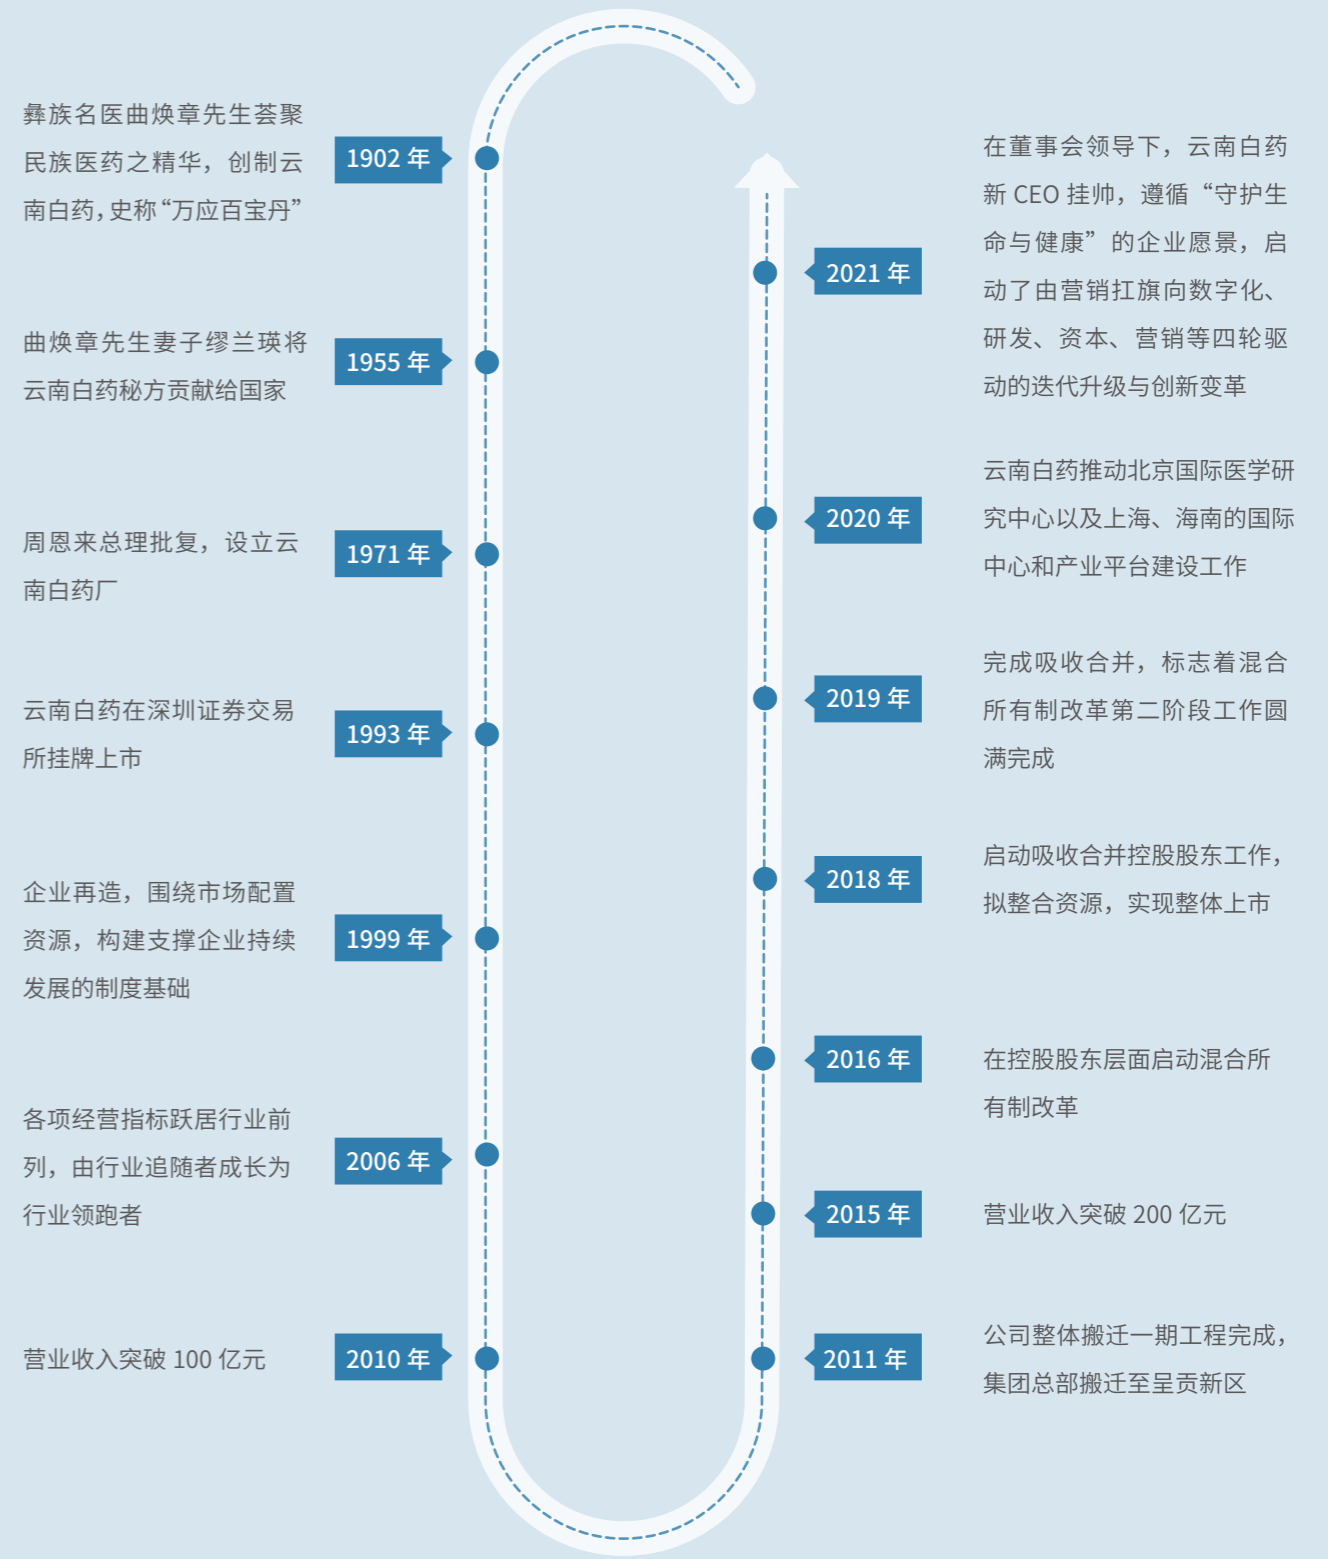 1902 年
彝族名医曲焕章先生荟聚
民族医药之精华，创制云
南白药，史称“万应百宝丹”
1955 年
曲焕章先生妻子缪兰瑛将
云南白药秘方贡献给国家
1971 年
周恩来总理批复，设立云
南白药厂
1993 年
云南白药在深圳证券交易
所挂牌上市
1999 年
企业再造，围绕市场配置
资源，构建支撑企业持续
发展的制度基础
2006 年
各项经营指标跃居行业前
列，由行业追随者成长为
行业领跑者
2010 年
营业收入突破 100 亿元
2011 年
公司整体搬迁一期工程完成，
集团总部搬迁至呈贡新区
2015 年
营业收入突破 200 亿元
2016 年
在控股股东层面启动混合所
有制改革
2018 年
启动吸收合并控股股东工作，
拟整合资源，实现整体上市
2019 年
完成吸收合并，标志着混合
所有制改革第二阶段工作圆
满完成
2020 年
云南白药推动北京国际医学研
究中心以及上海、海南的国际
中心和产业平台建设工作
2021 年
在董事会领导下，云南白药
新 CEO 挂帅，遵循“守护生
命与健康”的企业愿景，启
动了由营销扛旗向数字化、
研发、资本、营销等四轮驱
动的迭代升级与创新变革